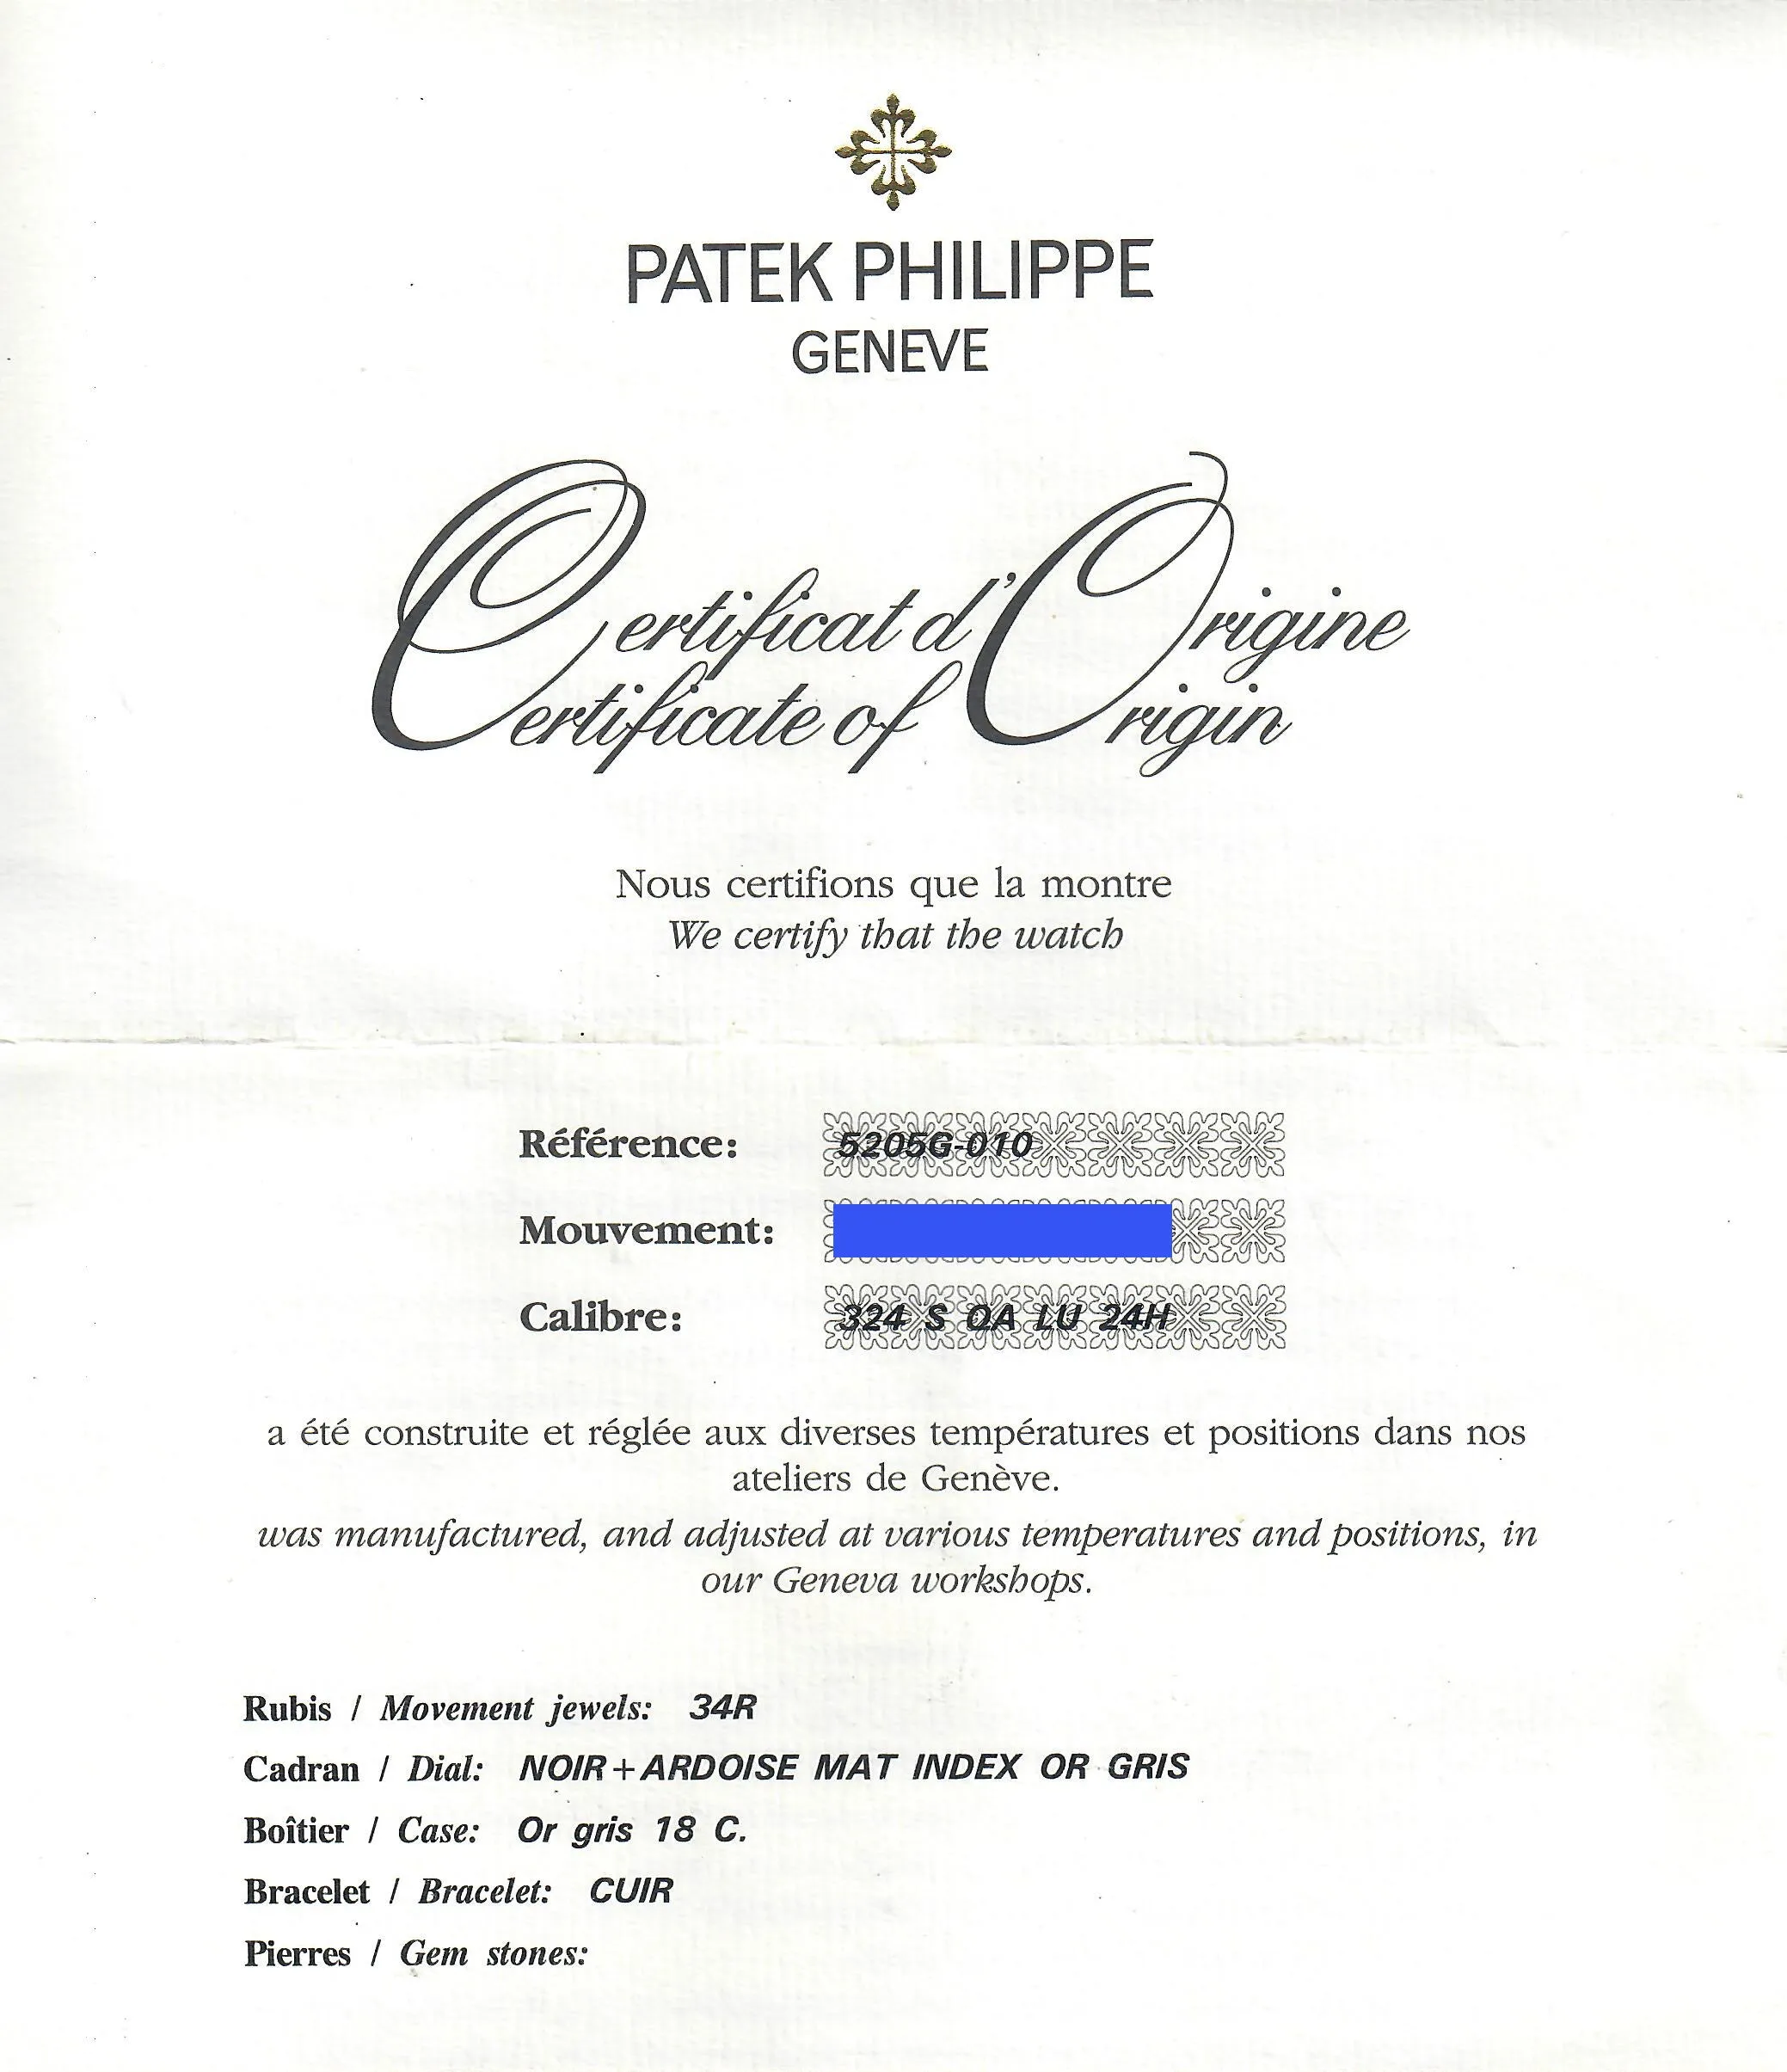 PATEK PHILIPPE
GENEVE
Certificat d'Origine
Certificate of Origin
Nous certifions que la montre
We certify that the watch
Référence: 5205G-010
Mouvement:
Calibre: 324 S QA LU 24H
a été construite et réglée aux diverses températures et positions dans nos
ateliers de Genève.
was manufactured, and adjusted at various temperatures and positions, in
our Geneva workshops.
Rubis / Movement jewels: 34R
Cadran / Dial: NOIR+ARDOISE MAT INDEX OR GRIS
Boîtier / Case: Or gris 18 C.
Bracelet / Bracelet: CUIR
Pierres / Gem stones: